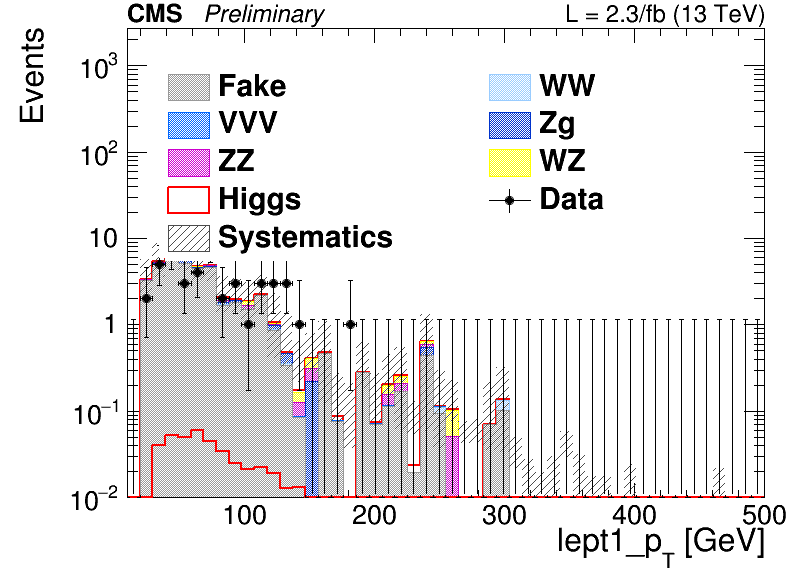 CMS Preliminary L = 2.3/fb (13 TeV)
Events
10³
10²
10
1
10⁻¹
10⁻²
Fake
VVV
ZZ
Higgs
Systematics
WW
Zg
WZ
Data
100 200 300 400 500
lept1_p_T [GeV]